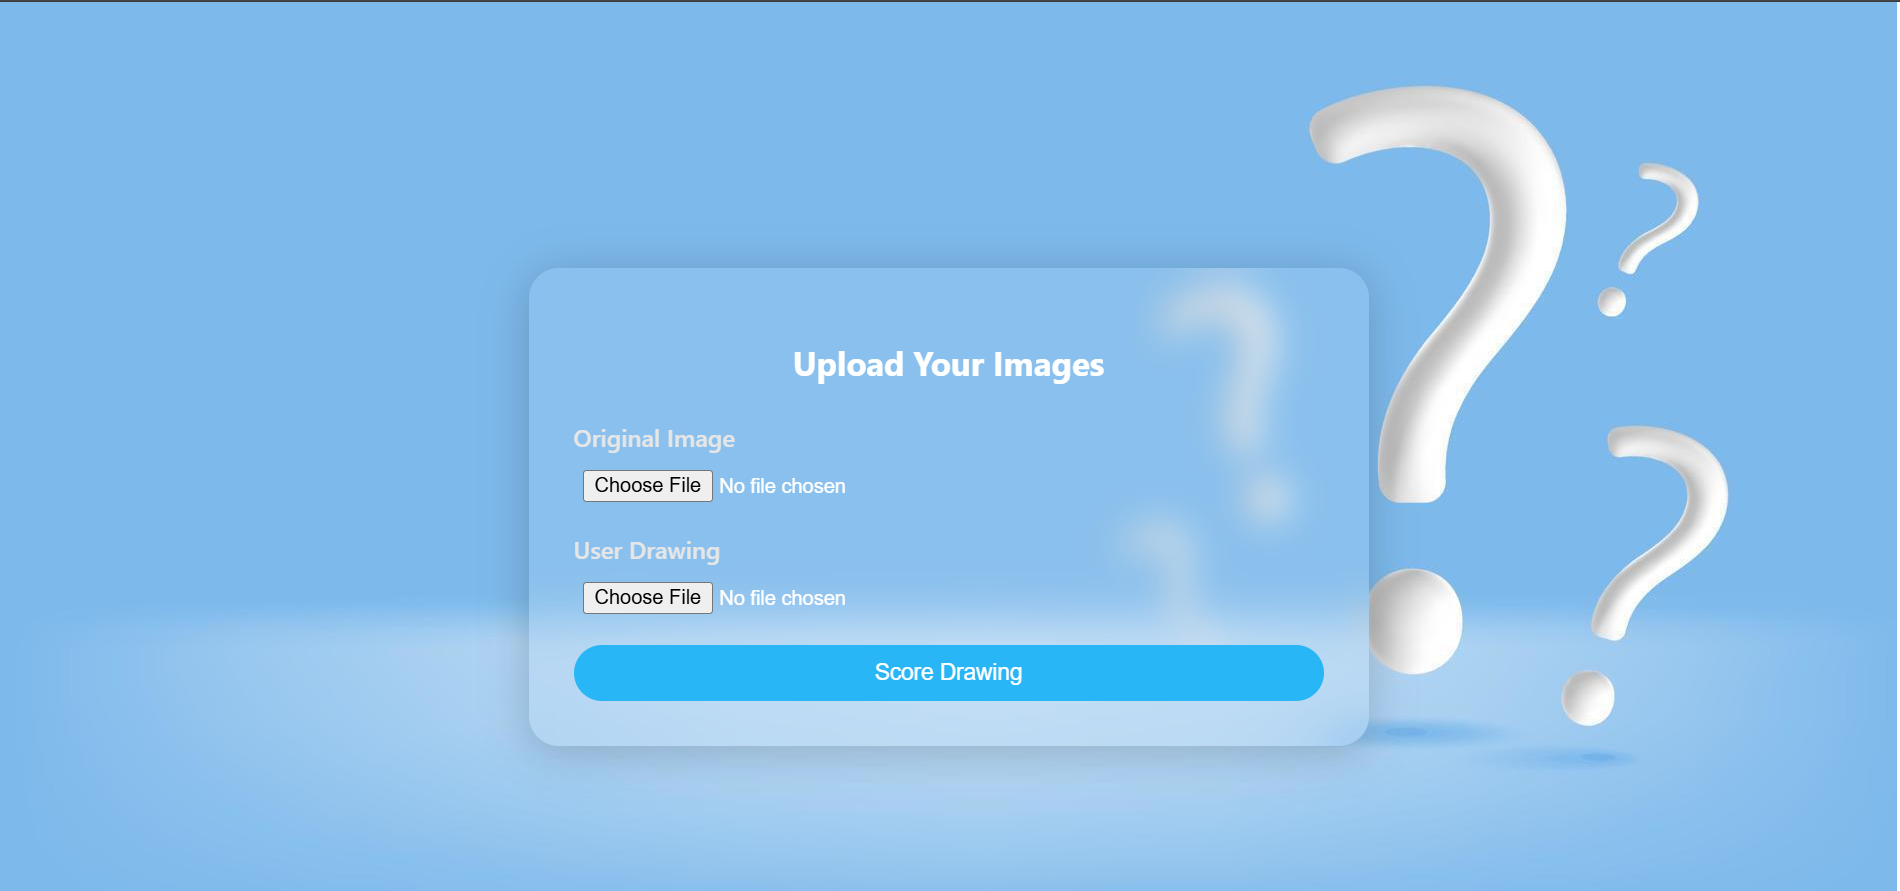 Upload Your Images
Original Image
Choose File No file chosen
User Drawing
Choose File No file chosen
Score Drawing